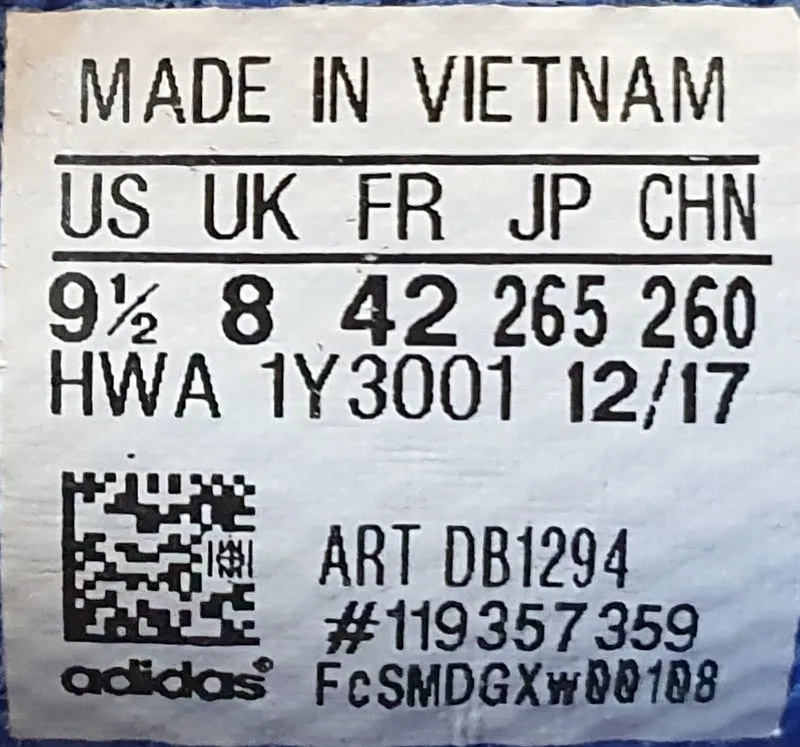 MADE IN VIETNAM
US UK FR JP CHN
9½ 8 42 265 260
HWA 1Y3001 12/17
ART DB1294
#119357359
adidas® FcSMDGXw00108